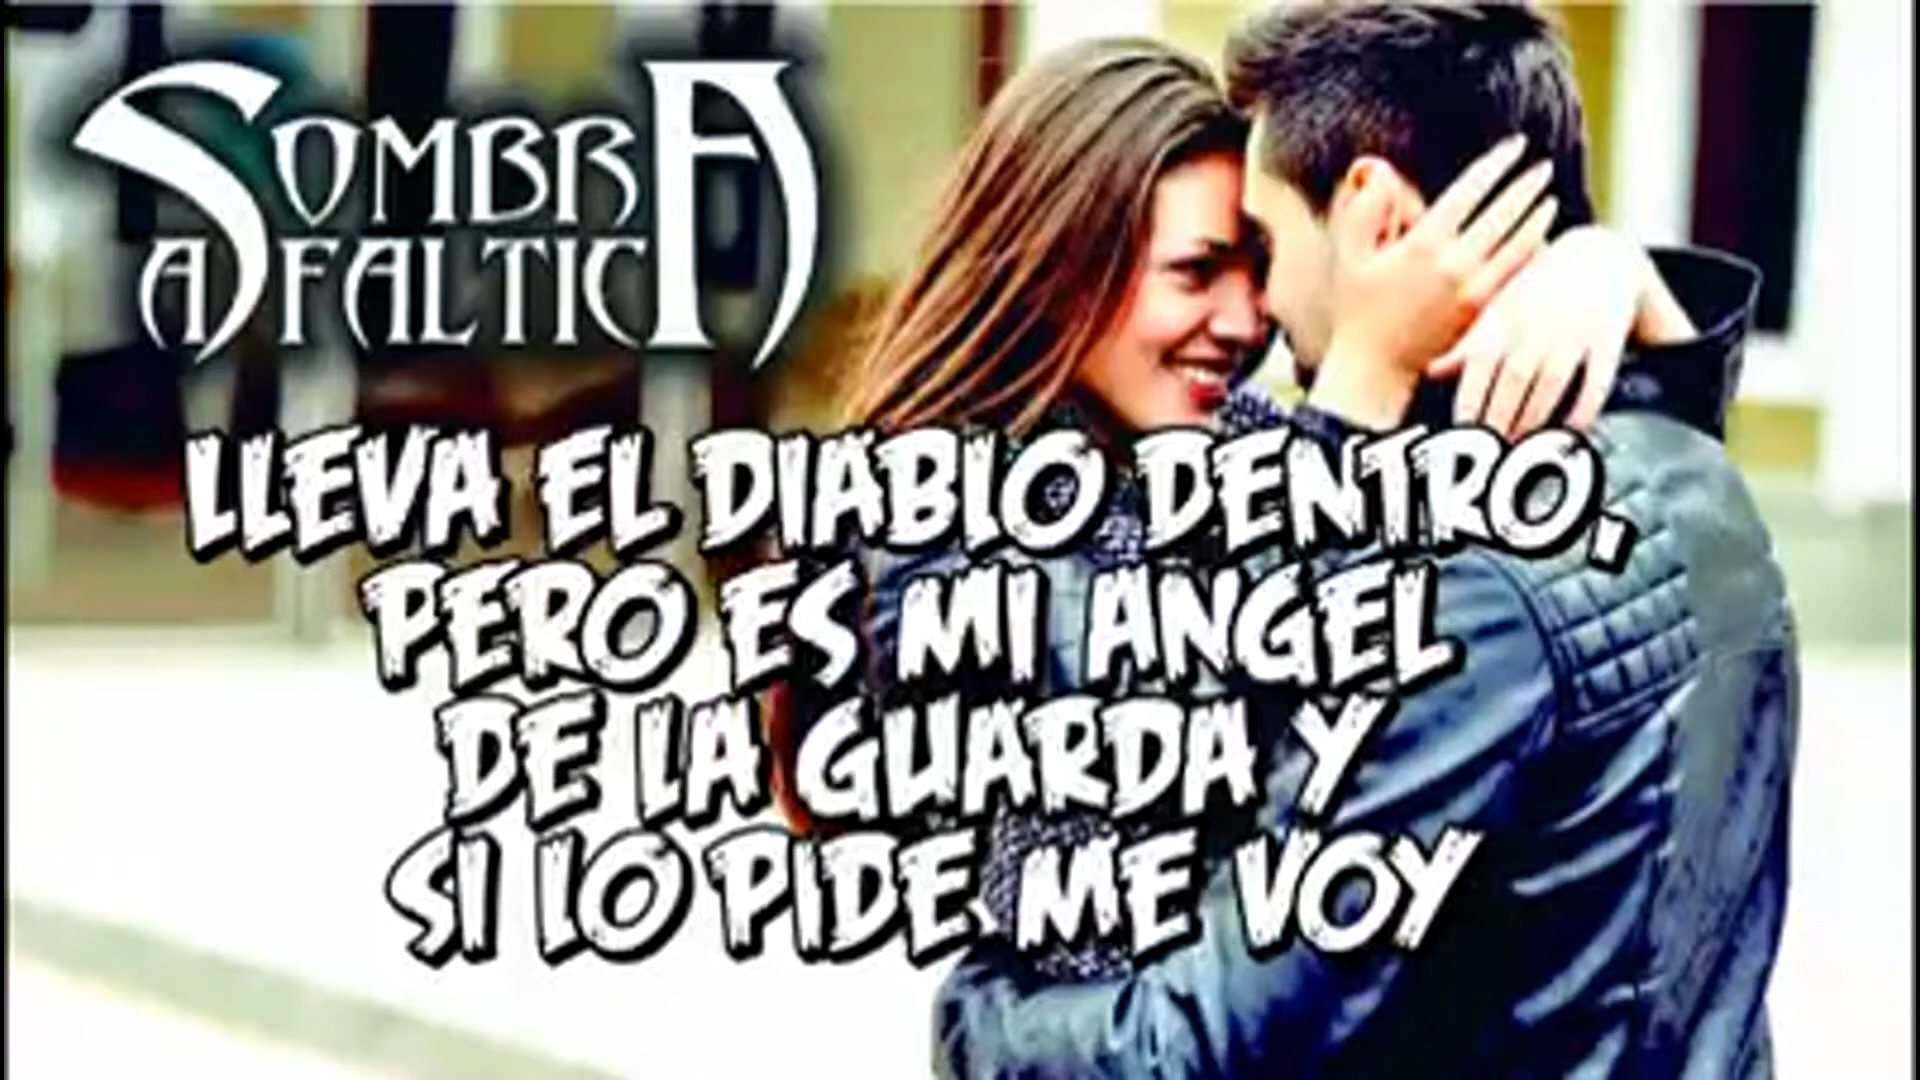 SOMBRA
AFALTICA
LLEVA EL DIABLO DENTRO,
PERO ES MI ANGEL
DE LA GUARDA Y
SI LO PIDE ME VOY